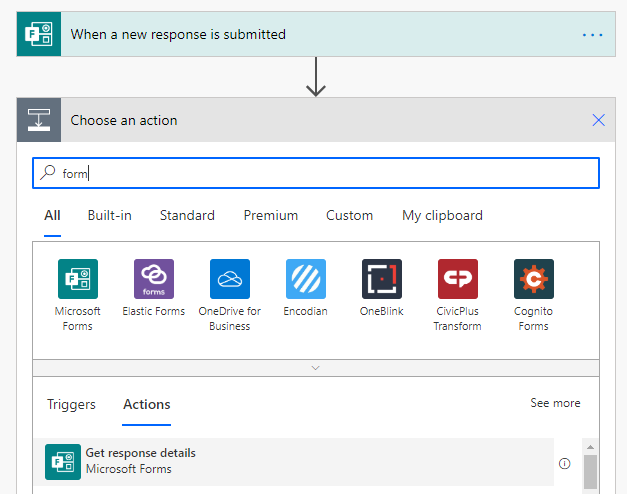 When a new response is submitted
Choose an action
form
All Built-in Standard Premium Custom My clipboard
Microsoft Forms
forms
Elastic Forms
OneDrive for Business
Encodian
OneBlink
CivicPlus Transform
Cognito Forms
Triggers Actions See more
Get response details
Microsoft Forms